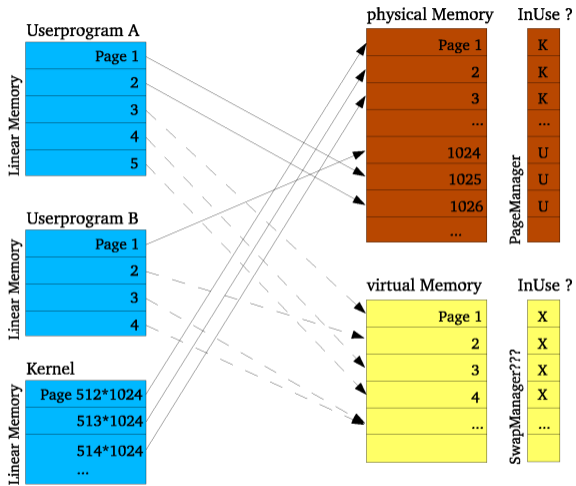 Userprogram A
Linear Memory
Page 1
2
3
4
5
Userprogram B
Linear Memory
Page 1
2
3
4
Kernel
Linear Memory
Page 512*1024
513*1024
514*1024
...
physical Memory
InUse ?
Page 1
K
2
K
3
K
...
...
1024
U
1025
U
1026
U
...
PageManager
virtual Memory
InUse ?
Page 1
X
2
X
3
X
4
X
...
...
SwapManager???